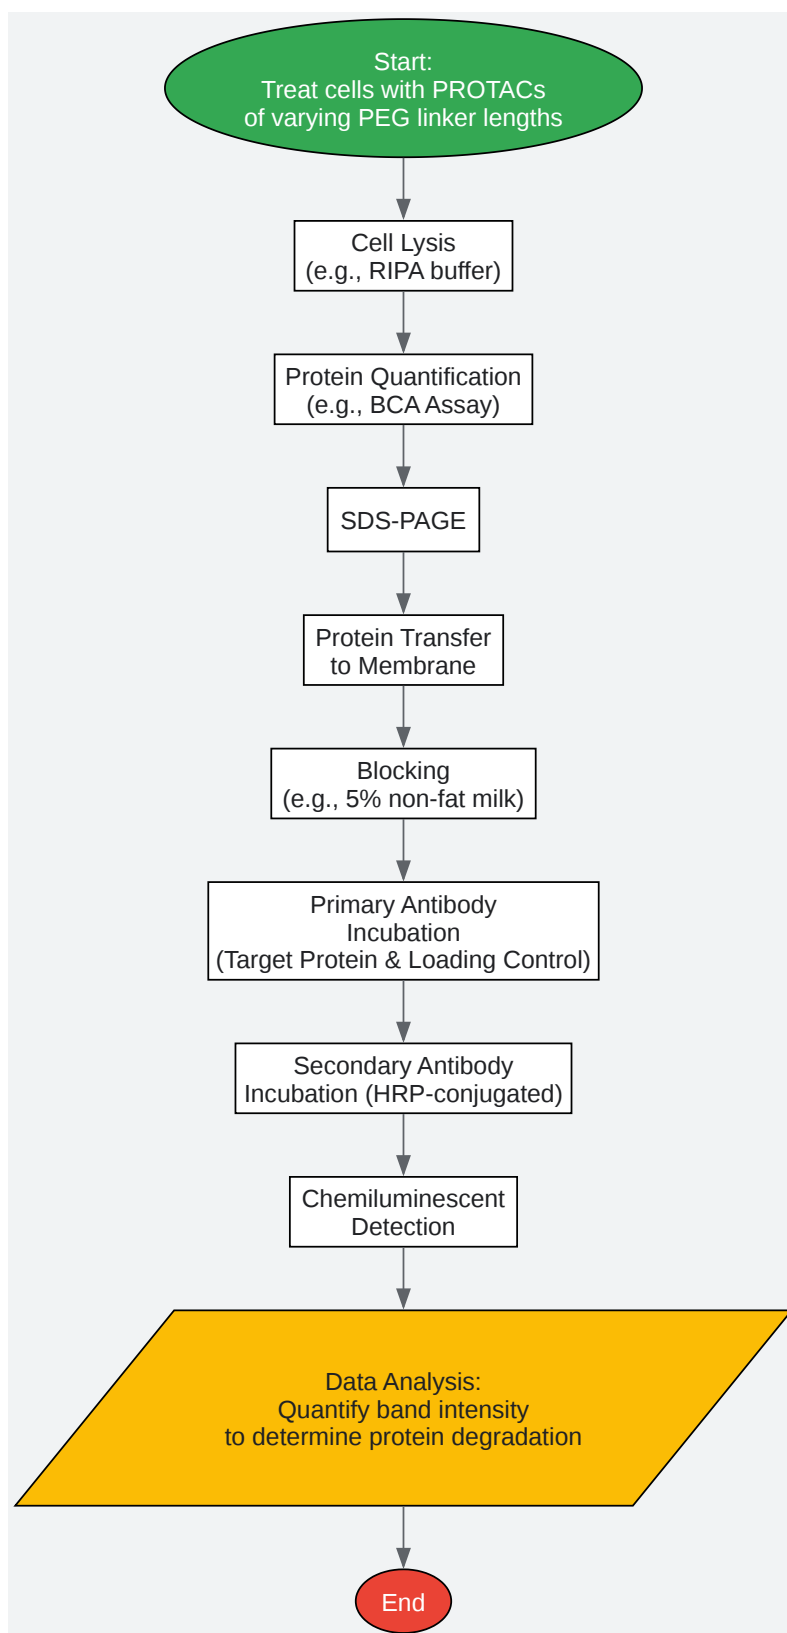 Start:
Treat cells with PROTACs
of varying PEG linker lengths
Cell Lysis
(e.g., RIPA buffer)
Protein Quantification
(e.g., BCA Assay)
SDS-PAGE
Protein Transfer
to Membrane
Blocking
(e.g., 5% non-fat milk)
Primary Antibody
Incubation
(Target Protein & Loading Control)
Secondary Antibody
Incubation (HRP-conjugated)
Chemiluminescent
Detection
Data Analysis:
Quantify band intensity
to determine protein degradation
End